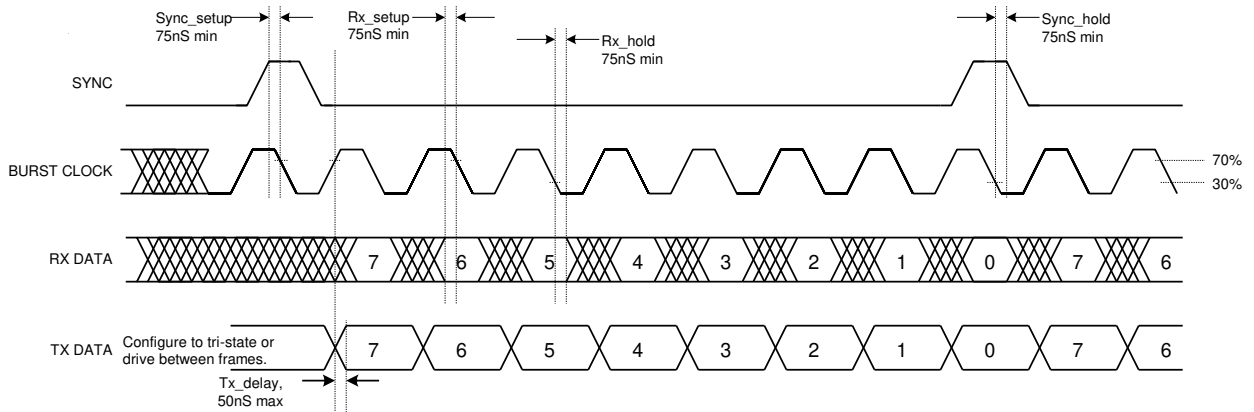 Sync_setup
75nS min
Rx_setup
75nS min
Rx_hold
75nS min
Sync_hold
75nS min
SYNC
BURST CLOCK
70%
30%
RX DATA
7 6 5 4 3 2 1 0 7 6
TX DATA
Configure to tri-state or
drive between frames.
7 6 5 4 3 2 1 0 7 6
Tx_delay,
50nS max